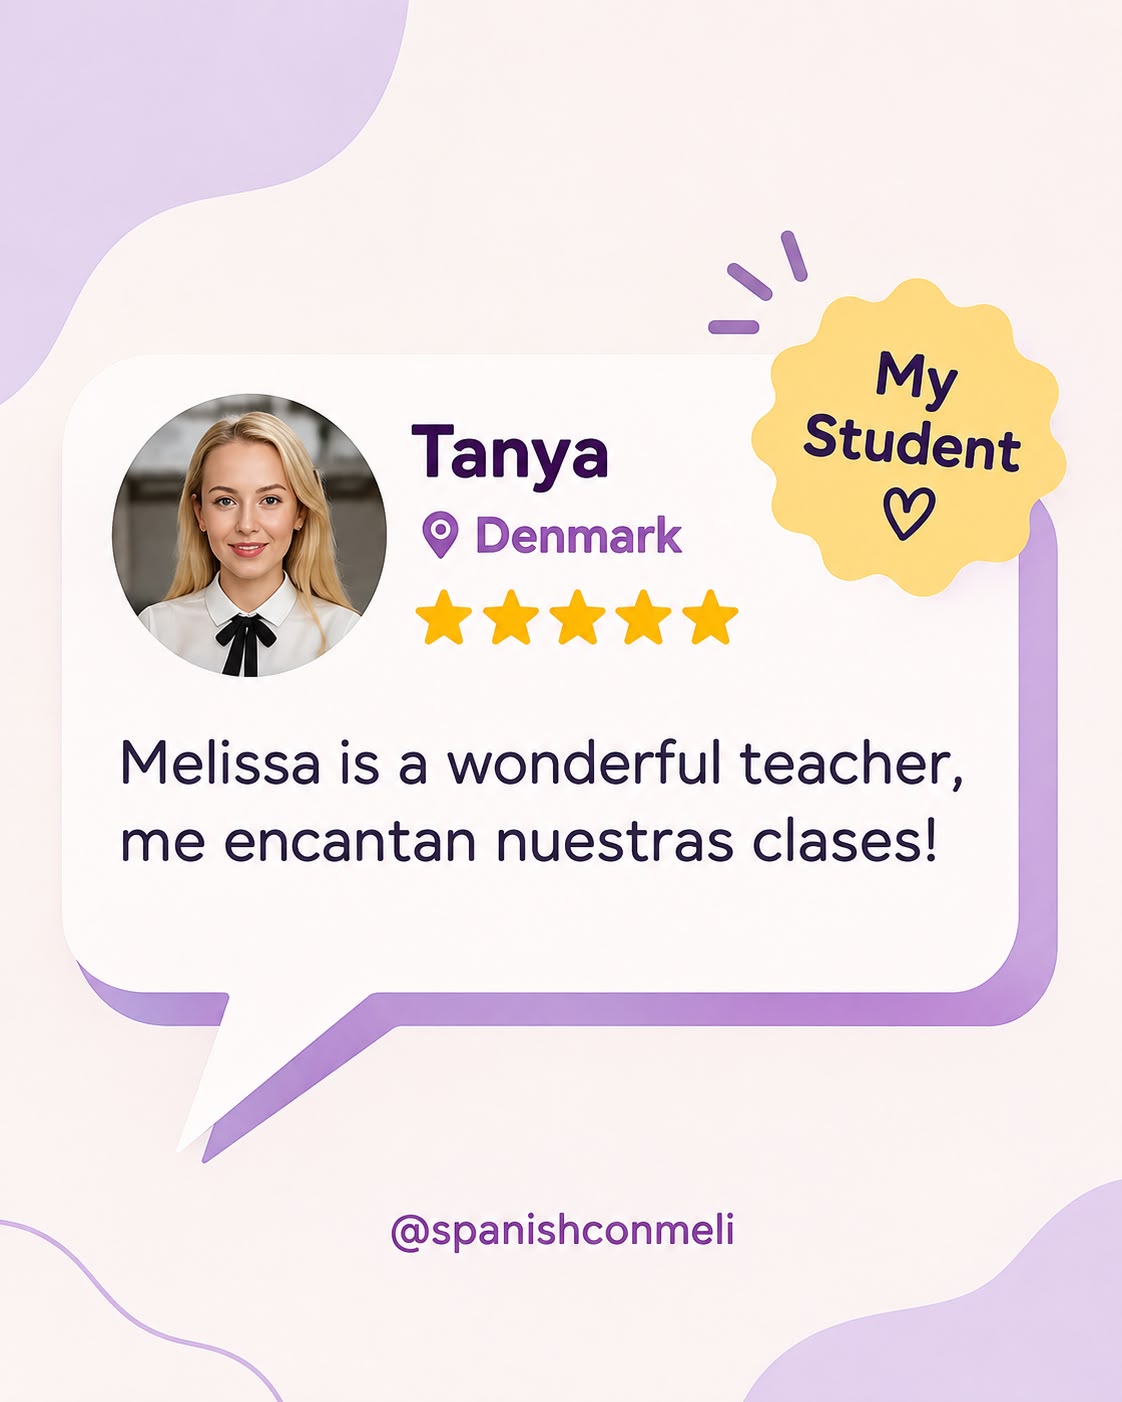 My
Student
Tanya
Denmark
Melissa is a wonderful teacher,
me encantan nuestras clases!
@spanishconmeli